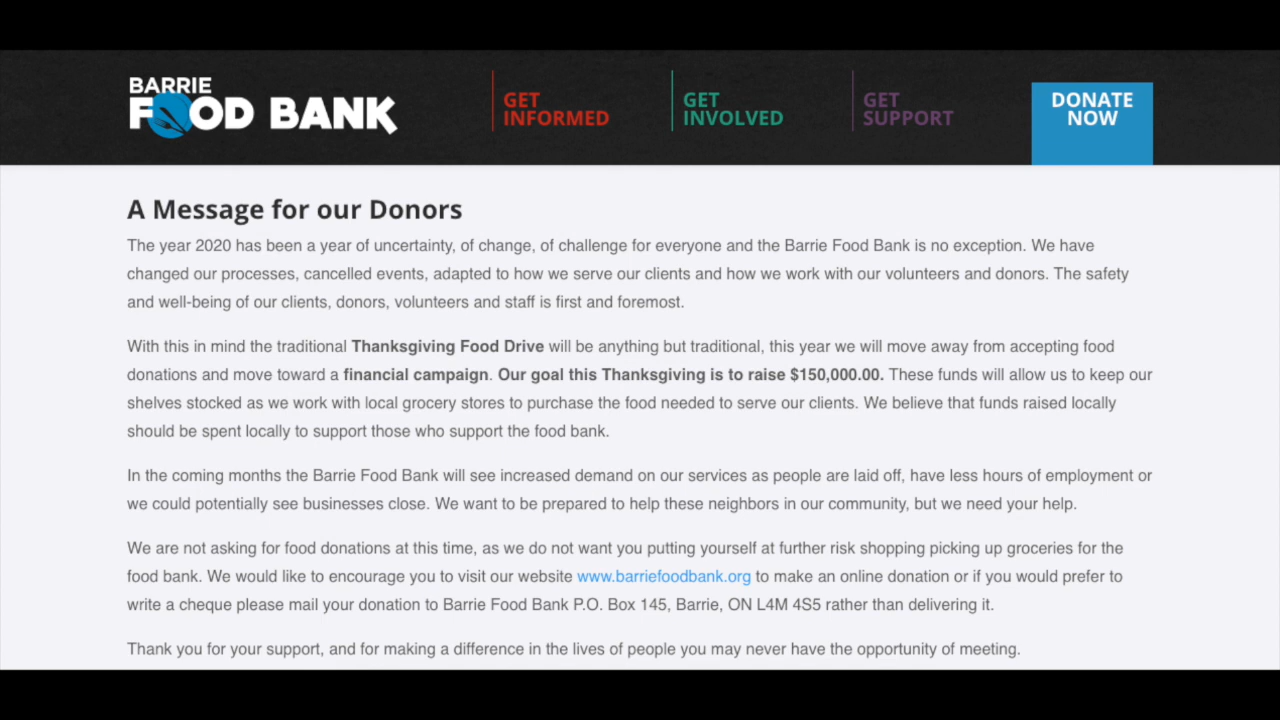 BARRIE
FOOD BANK
GET
INFORMED
GET
INVOLVED
GET
SUPPORT
DONATE
NOW
A Message for our Donors
The year 2020 has been a year of uncertainty, of change, of challenge for everyone and the Barrie Food Bank is no exception. We have
changed our processes, cancelled events, adapted to how we serve our clients and how we work with our volunteers and donors. The safety
and well-being of our clients, donors, volunteers and staff is first and foremost.
With this in mind the traditional Thanksgiving Food Drive will be anything but traditional, this year we will move away from accepting food
donations and move toward a financial campaign. Our goal this Thanksgiving is to raise $150,000.00. These funds will allow us to keep our
shelves stocked as we work with local grocery stores to purchase the food needed to serve our clients. We believe that funds raised locally
should be spent locally to support those who support the food bank.
In the coming months the Barrie Food Bank will see increased demand on our services as people are laid off, have less hours of employment or
we could potentially see businesses close. We want to be prepared to help these neighbors in our community, but we need your help.
We are not asking for food donations at this time, as we do not want you putting yourself at further risk shopping picking up groceries for the
food bank. We would like to encourage you to visit our website www.barriefoodbank.org to make an online donation or if you would prefer to
write a cheque please mail your donation to Barrie Food Bank P.O. Box 145, Barrie, ON L4M 4S5 rather than delivering it.
Thank you for your support, and for making a difference in the lives of people you may never have the opportunity of meeting.